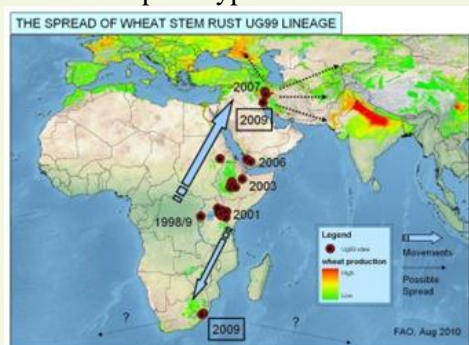 THE SPREAD OF WHEAT STEM RUST UG99 LINEAGE
2007
2009
2006
2003
1998/9
2001
Legend
Ug99 sites
wheat production
High
Low
Movements
Possible
Spread
?
2009
?
FAO, Aug 2010